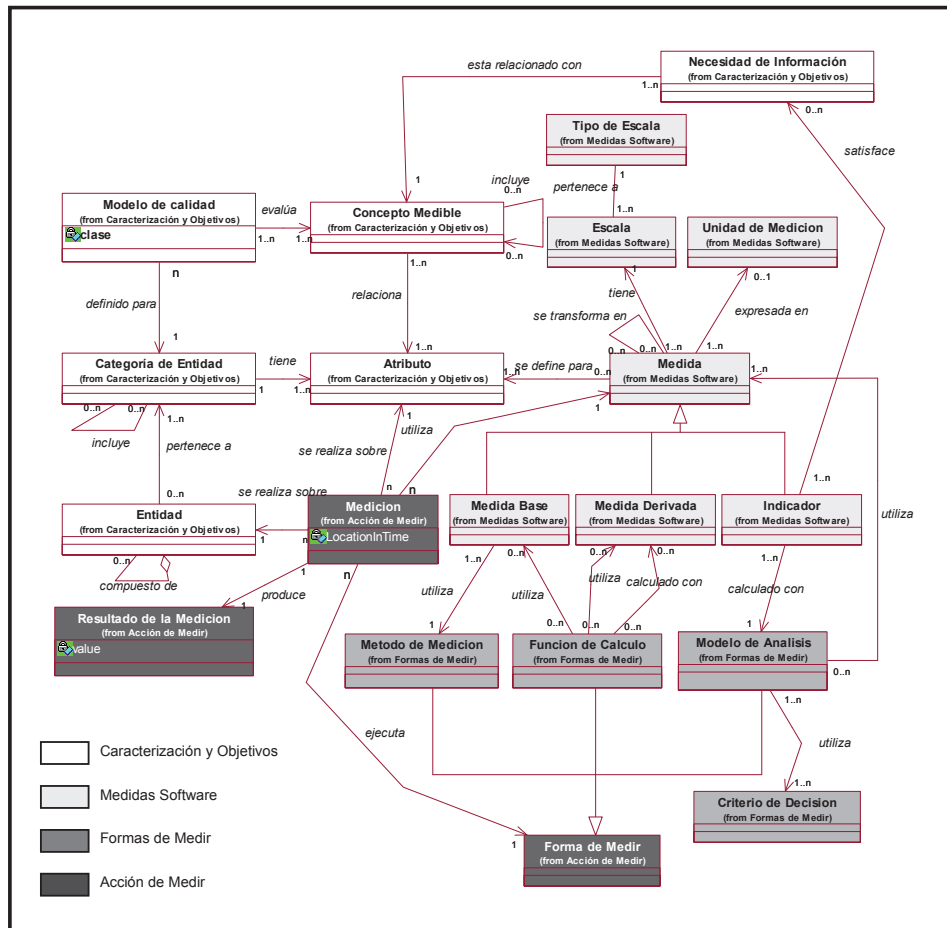 Necesidad de Información
(from Caracterización y Objetivos)
esta relacionado con
1..n
0..n
Tipo de Escala
(from Medidas Software)
satisface
incluye
0..n
pertenece a
1
1
Modelo de calidad
(from Caracterización y Objetivos)
clase
evalúa
1..n
1..n
Concepto Medible
(from Caracterización y Objetivos)
0..n
1..n
Escala
(from Medidas Software)
Unidad de Medicion
(from Medidas Software)
n
1..n
1
0..1
definido para
relaciona
tiene
se transforma en
expresada en
1
1..n
0..n
0..n
1..n
1..n
Categoría de Entidad
(from Caracterización y Objetivos)
tiene
1
1..n
Atributo
(from Caracterización y Objetivos)
se define para
1..n
0..n
Medida
(from Medidas Software)
1..n
0..n
0..n
incluye
1..n
pertenece a
1
utiliza
1
se realiza sobre
0..n
se realiza sobre
n
n
1..n
Entidad
(from Caracterización y Objetivos)
Medicion
(from Acción de Medir)
LocationInTime
Medida Base
(from Medidas Software)
Medida Derivada
(from Medidas Software)
Indicador
(from Medidas Software)
utiliza
1
n
0..n
0..n
compuesto de
1
n
1..n
0..n
0..n
0..n
1..n
produce
utiliza
utiliza
utiliza
calculado con
calculado con
1
Resultado de la Medicion
(from Acción de Medir)
value
1
0..n
0..n
0..n
1
Metodo de Medicion
(from Formas de Medir)
Funcion de Calculo
(from Formas de Medir)
Modelo de Analisis
(from Formas de Medir)
0..n
1..n
ejecuta
utiliza
1..n
Caracterización y Objetivos
Medidas Software
Formas de Medir
Acción de Medir
Criterio de Decision
(from Formas de Medir)
1
Forma de Medir
(from Acción de Medir)